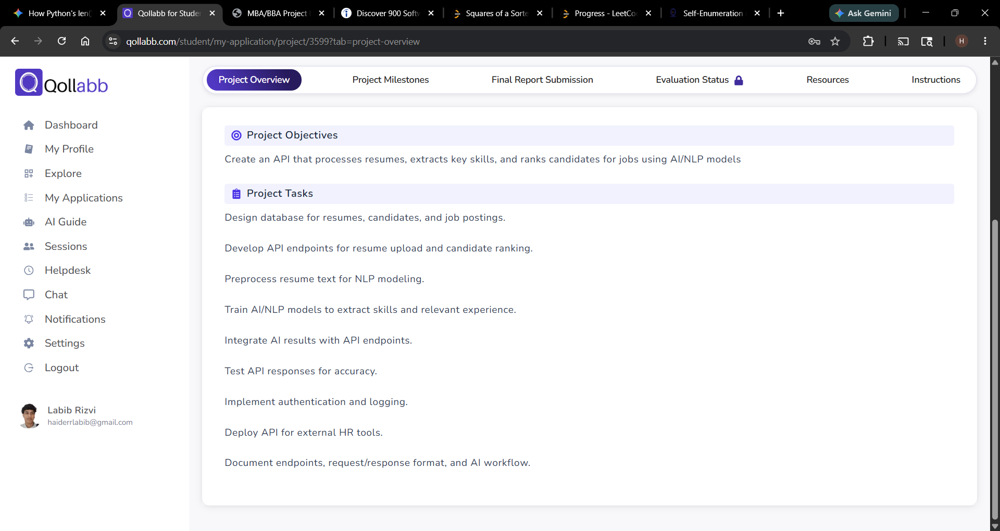 How Python's len(
Qollabb for Studen
MBA/BBA Project
Discover 900 Softw
Squares of a Sorte
Progress - LeetCo
Self-Enumeration
Ask Gemini
qollabb.com/student/my-application/project/3599?tab=project-overview
H
Qollabb
Dashboard
My Profile
Explore
My Applications
AI Guide
Sessions
Helpdesk
Chat
Notifications
Settings
Logout
Labib Rizvi
haiderrlabib@gmail.com
Project Overview
Project Milestones
Final Report Submission
Evaluation Status
Resources
Instructions
Project Objectives
Create an API that processes resumes, extracts key skills, and ranks candidates for jobs using AI/NLP models
Project Tasks
Design database for resumes, candidates, and job postings.
Develop API endpoints for resume upload and candidate ranking.
Preprocess resume text for NLP modeling.
Train AI/NLP models to extract skills and relevant experience.
Integrate AI results with API endpoints.
Test API responses for accuracy.
Implement authentication and logging.
Deploy API for external HR tools.
Document endpoints, request/response format, and AI workflow.